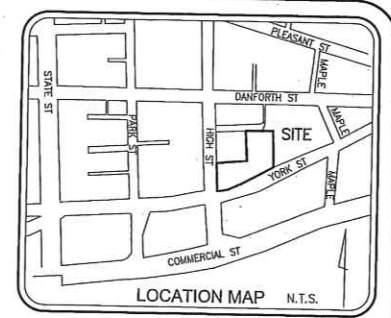 PLEASANT ST
MAPLE
STATE ST
DANFORTH ST
MAPLE
PARK ST
HIGH ST
SITE
YORK ST
MAPLE
COMMERCIAL ST
LOCATION MAP N.T.S.